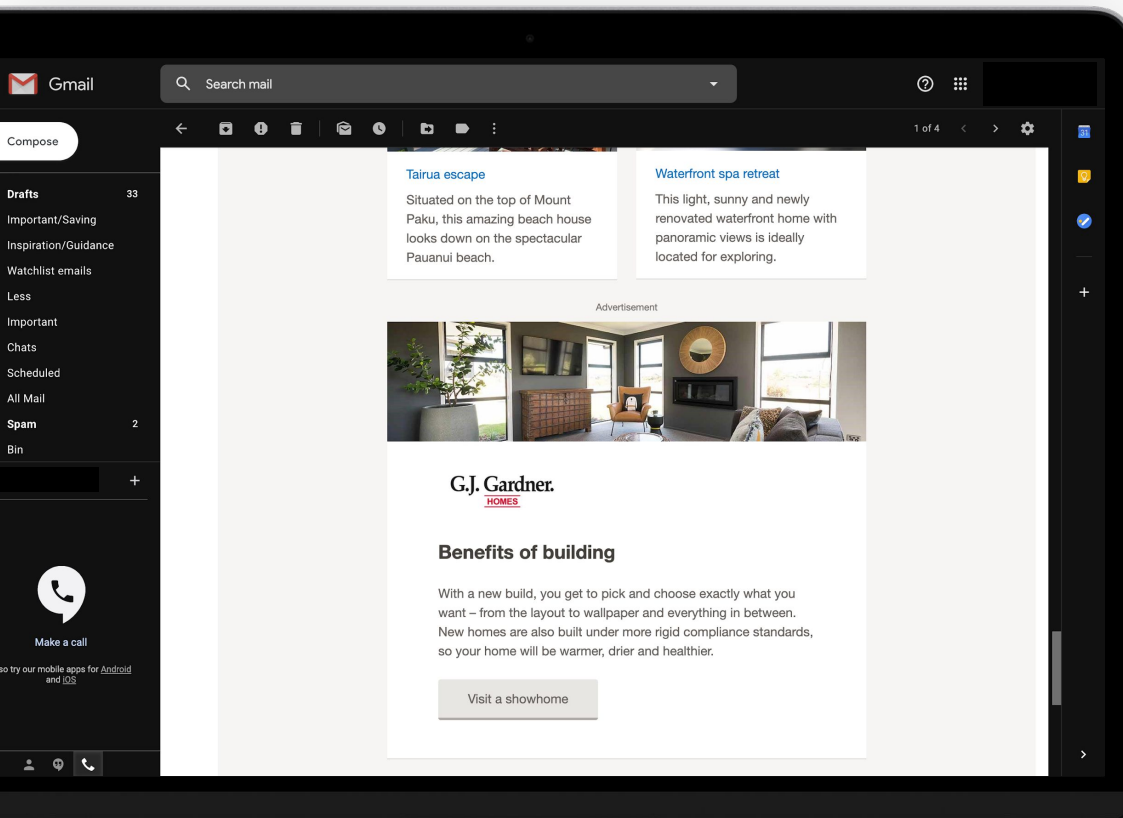 Gmail
Search mail
Compose
1 of 4
31
Drafts 33
Important/Saving
Inspiration/Guidance
Watchlist emails
Less
Important
Chats
Scheduled
All Mail
Spam 2
Bin
Make a call
so try our mobile apps for Android
and iOS
Tairua escape
Situated on the top of Mount
Paku, this amazing beach house
looks down on the spectacular
Pauanui beach.
Waterfront spa retreat
This light, sunny and newly
renovated waterfront home with
panoramic views is ideally
located for exploring.
Advertisement
G.J. Gardner.
HOMES
Benefits of building
With a new build, you get to pick and choose exactly what you
want – from the layout to wallpaper and everything in between.
New homes are also built under more rigid compliance standards,
so your home will be warmer, drier and healthier.
Visit a showhome